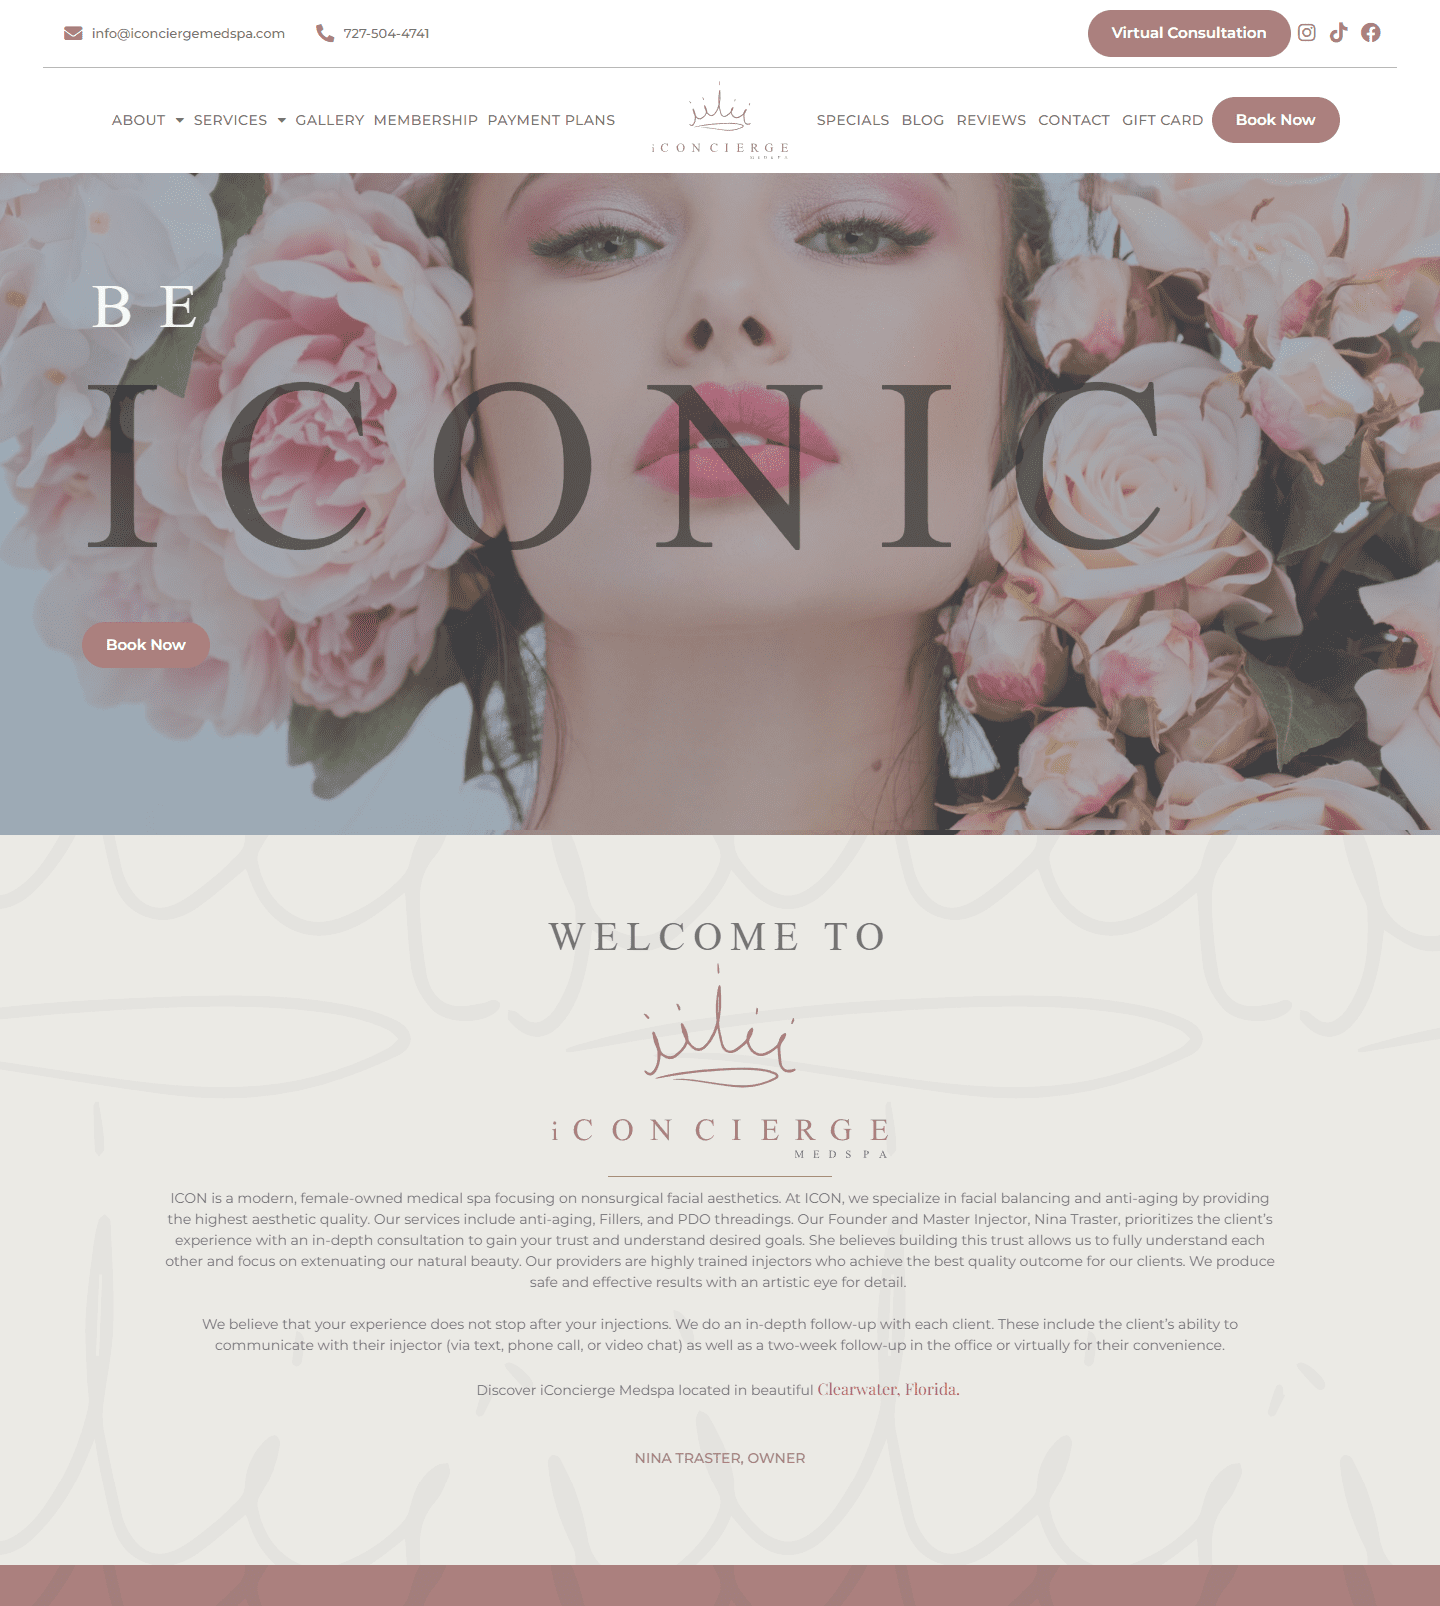 info@iconciergemedspa.com
727-504-4741
Virtual Consultation
ABOUT SERVICES GALLERY MEMBERSHIP PAYMENT PLANS
iCONCIERGE
MEDSPA
SPECIALS BLOG REVIEWS CONTACT GIFT CARD
Book Now
BE
ICONIC
Book Now
WELCOME TO
iCONCIERGE
MEDSPA
ICON is a modern, female-owned medical spa focusing on nonsurgical facial aesthetics. At ICON, we specialize in facial balancing and anti-aging by providing
the highest aesthetic quality. Our services include anti-aging, Fillers, and PDO threadings. Our Founder and Master Injector, Nina Traster, prioritizes the client’s
experience with an in-depth consultation to gain your trust and understand desired goals. She believes building this trust allows us to fully understand each
other and focus on extenuating our natural beauty. Our providers are highly trained injectors who achieve the best quality outcome for our clients. We produce
safe and effective results with an artistic eye for detail.
We believe that your experience does not stop after your injections. We do an in-depth follow-up with each client. These include the client’s ability to
communicate with their injector (via text, phone call, or video chat) as well as a two-week follow-up in the office or virtually for their convenience.
Discover iConcierge Medspa located in beautiful Clearwater, Florida.
NINA TRASTER, OWNER